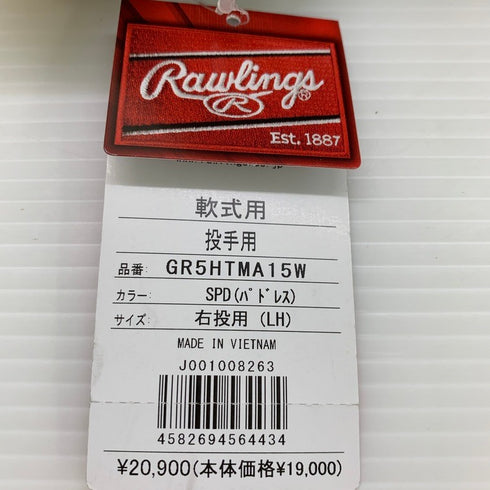 Rawlings®
R
Est. 1887
軟式用
投手用
品番: GR5HTMA15W
カラー: SPD(ﾊﾟﾄﾞﾚｽ)
サイズ: 右投用 (LH)
MADE IN VIETNAM
J001008263
4582694564434
¥20,900(本体価格¥19,000)